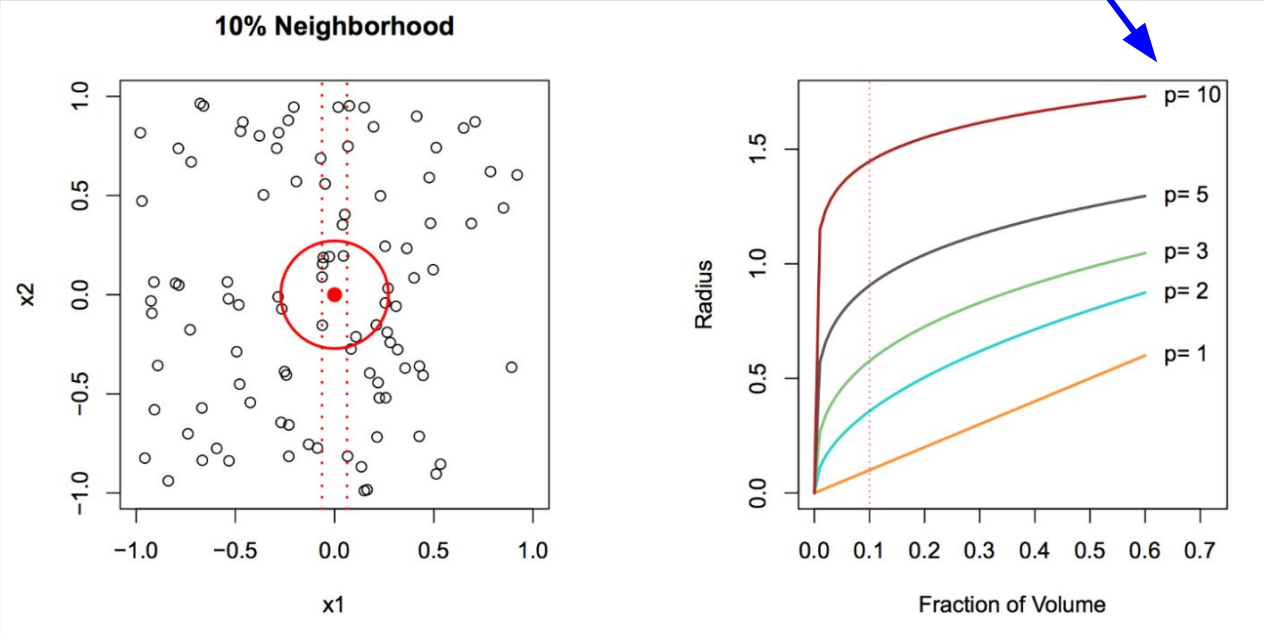 10% Neighborhood
x2
1.0
0.5
0.0
−0.5
−1.0
−1.0 −0.5 0.0 0.5 1.0
x1
Radius
1.5
1.0
0.5
0.0
p= 10
p= 5
p= 3
p= 2
p= 1
0.0 0.1 0.2 0.3 0.4 0.5 0.6 0.7
Fraction of Volume